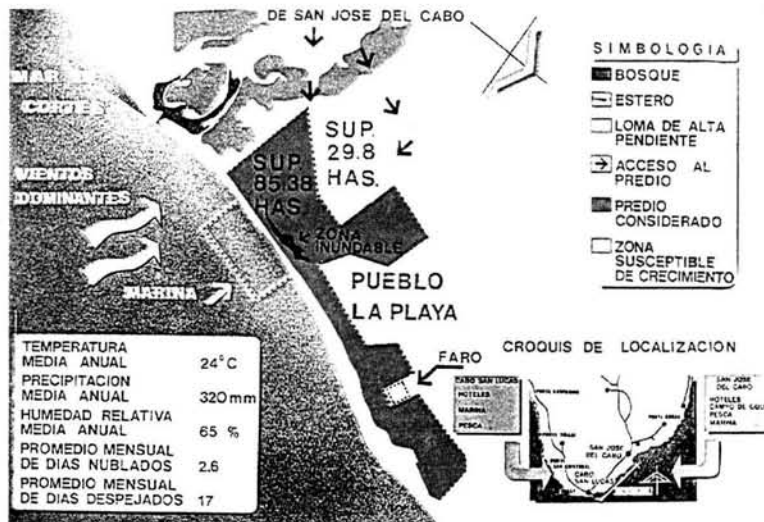 DE SAN JOSE DEL CABO
MAR DE
CORTES
VIENTOS
DOMINANTES
MARINA
SUP.
85.38
HAS.
SUP.
29.8
HAS.
ZONA
INUNDABLE
PUEBLO
LA PLAYA
FARO
SIMBOLOGIA
BOSQUE
ESTERO
LOMA DE ALTA
PENDIENTE
ACCESO AL
PREDIO
PREDIO
CONSIDERADO
ZONA
SUSCEPTIBLE
DE CRECIMIENTO
TEMPERATURA
MEDIA ANUAL 24°C
PRECIPITACION
MEDIA ANUAL 320 mm
HUMEDAD RELATIVA
MEDIA ANUAL 65 %
PROMEDIO MENSUAL
DE DIAS NUBLADOS 2.6
PROMEDIO MENSUAL
DE DIAS DESPEJADOS 17
CROQUIS DE LOCALIZACION
CABO SAN LUCAS
HOTELES
MARINA
PESCA
SAN JOSE
DEL CABO
CABO
SAN LUCAS
SAN JOSE
DEL CABO
HOTELES
CAMPO DE GOLF
PESCA
MARINA